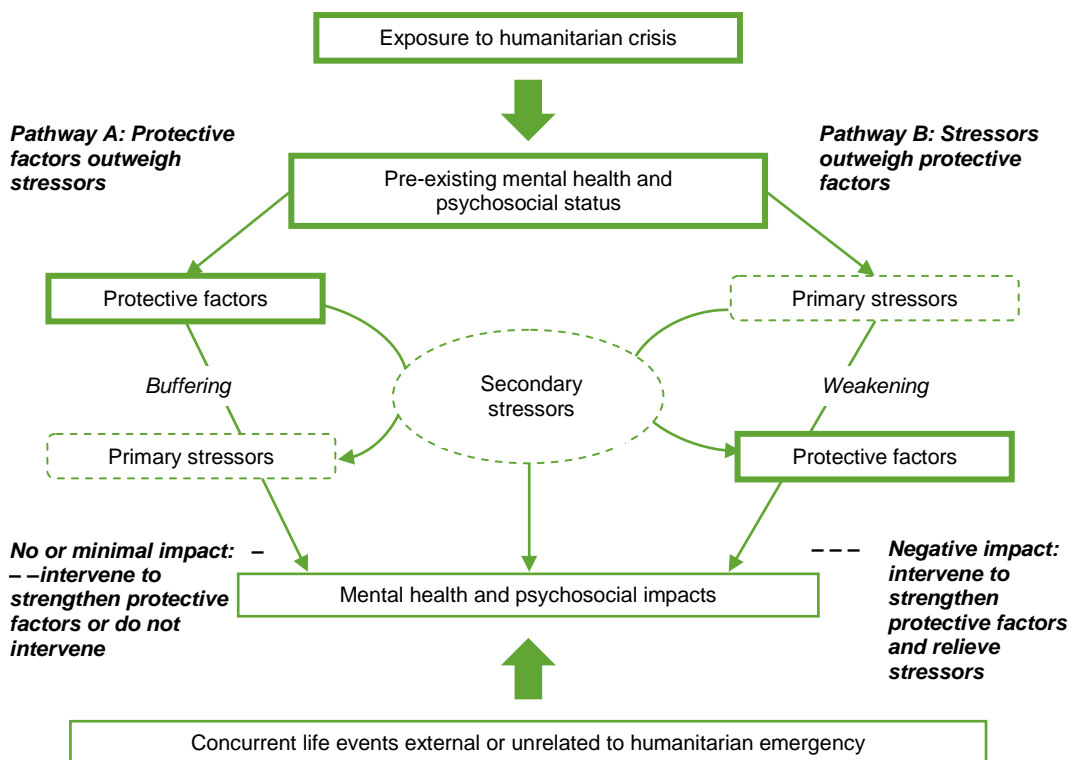 Exposure to humanitarian crisis
Pathway A: Protective
factors outweigh
stressors
Pathway B: Stressors
outweigh protective
factors
Pre-existing mental health and
psychosocial status
Protective factors
Primary stressors
Buffering
Secondary
stressors
Weakening
Primary stressors
Protective factors
No or minimal impact: –
– –intervene to
strengthen protective
factors or do not
intervene
– – – Negative impact:
intervene to
strengthen
protective factors
and relieve
stressors
Mental health and psychosocial impacts
Concurrent life events external or unrelated to humanitarian emergency